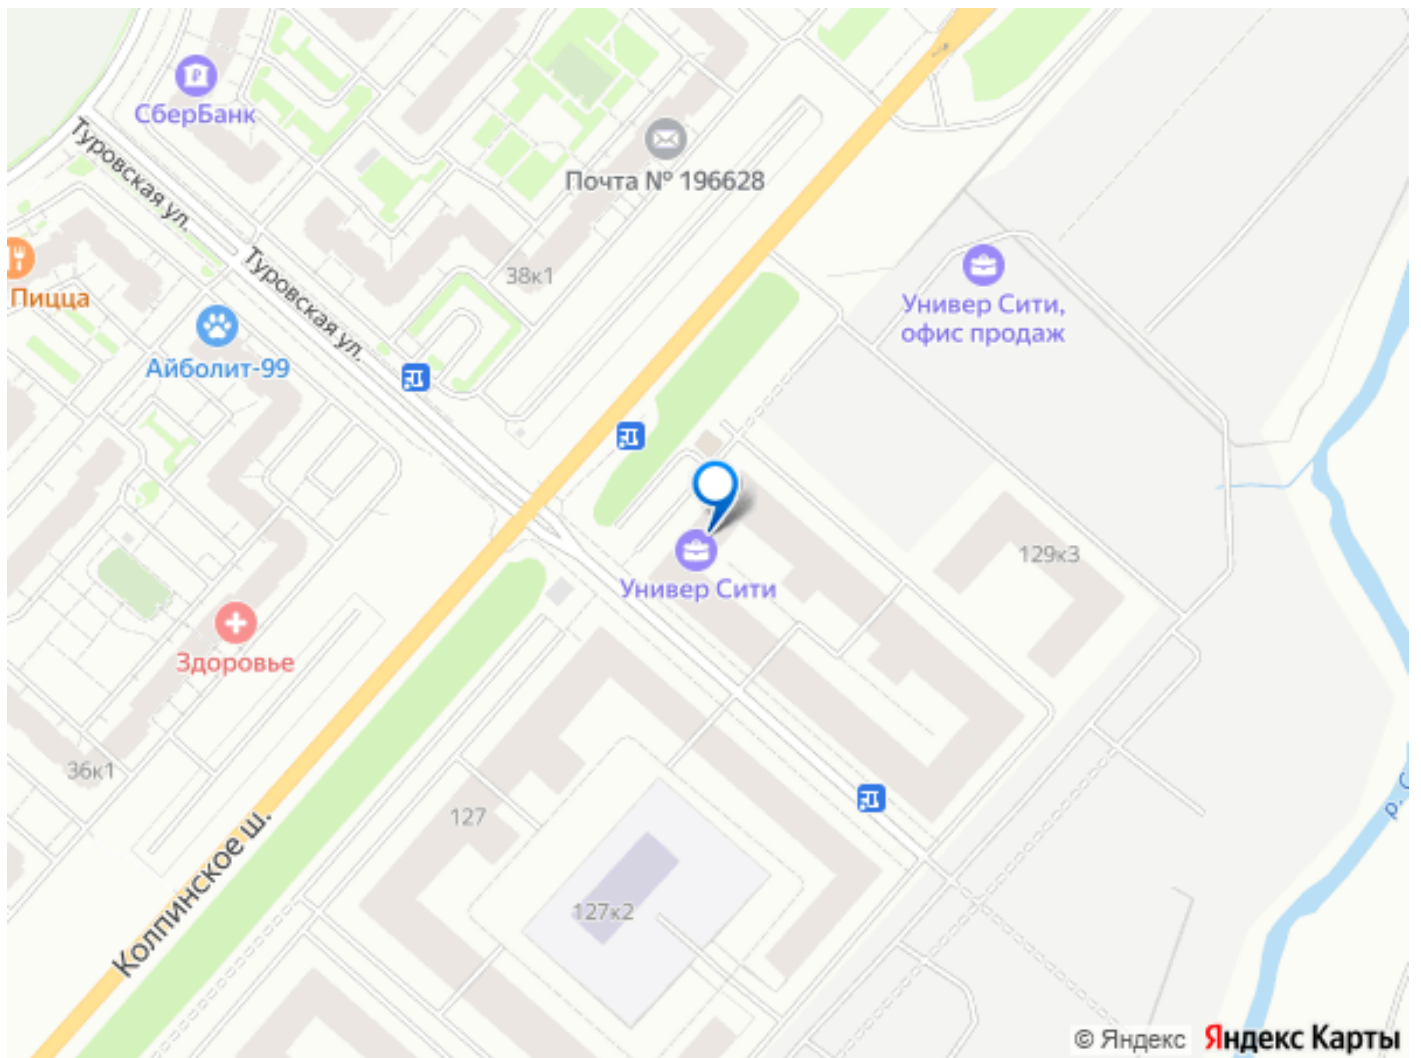 СберБанк
Туровская ул.
Почта № 196628
Туровская ул.
38к1
Пицца
Универ Сити,
офис продаж
Айболит-99
129к3
Универ Сити
Здоровье
36к1
127
127к2
Колпинское ш.
р. С
© Яндекс
Яндекс Карты